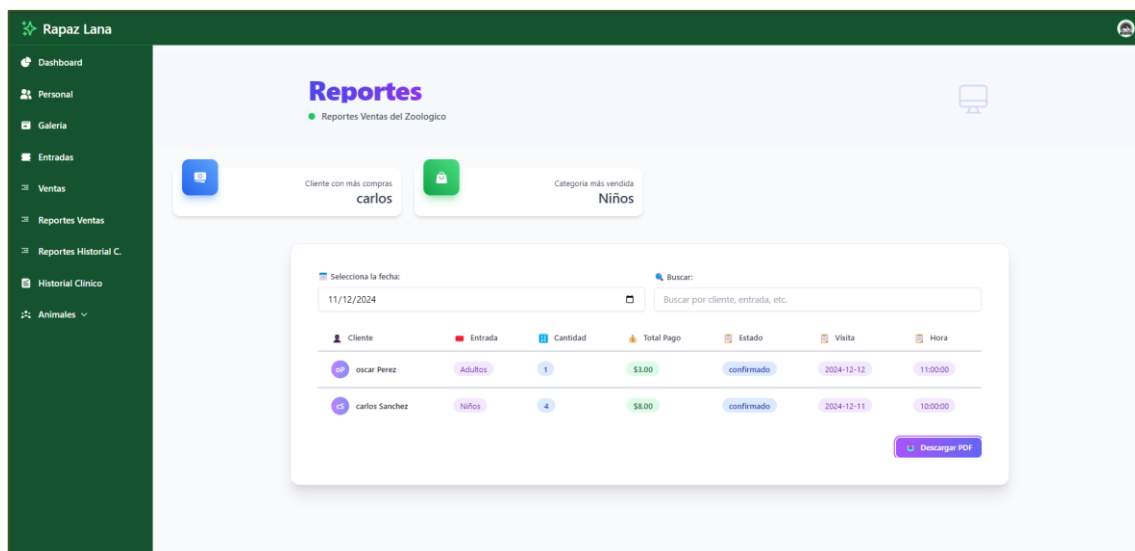 Rapaz Lana
Dashboard
Personal
Galería
Entradas
Ventas
Reportes Ventas
Reportes Historial C.
Historial Clínico
Animales
Reportes
Reportes Ventas del Zoologico
Cliente con más compras
carlos
Categoria más vendida
Niños
Selecciona la fecha:
11/12/2024
Buscar:
Buscar por cliente, entrada, etc.
Cliente Entrada Cantidad Total Pago Estado Visita Hora
oP oscar Perez Adultos 1 $3.00 confirmado 2024-12-12 11:00:00
cS carlos Sanchez Niños 4 $8.00 confirmado 2024-12-11 10:00:00
Descargar PDF